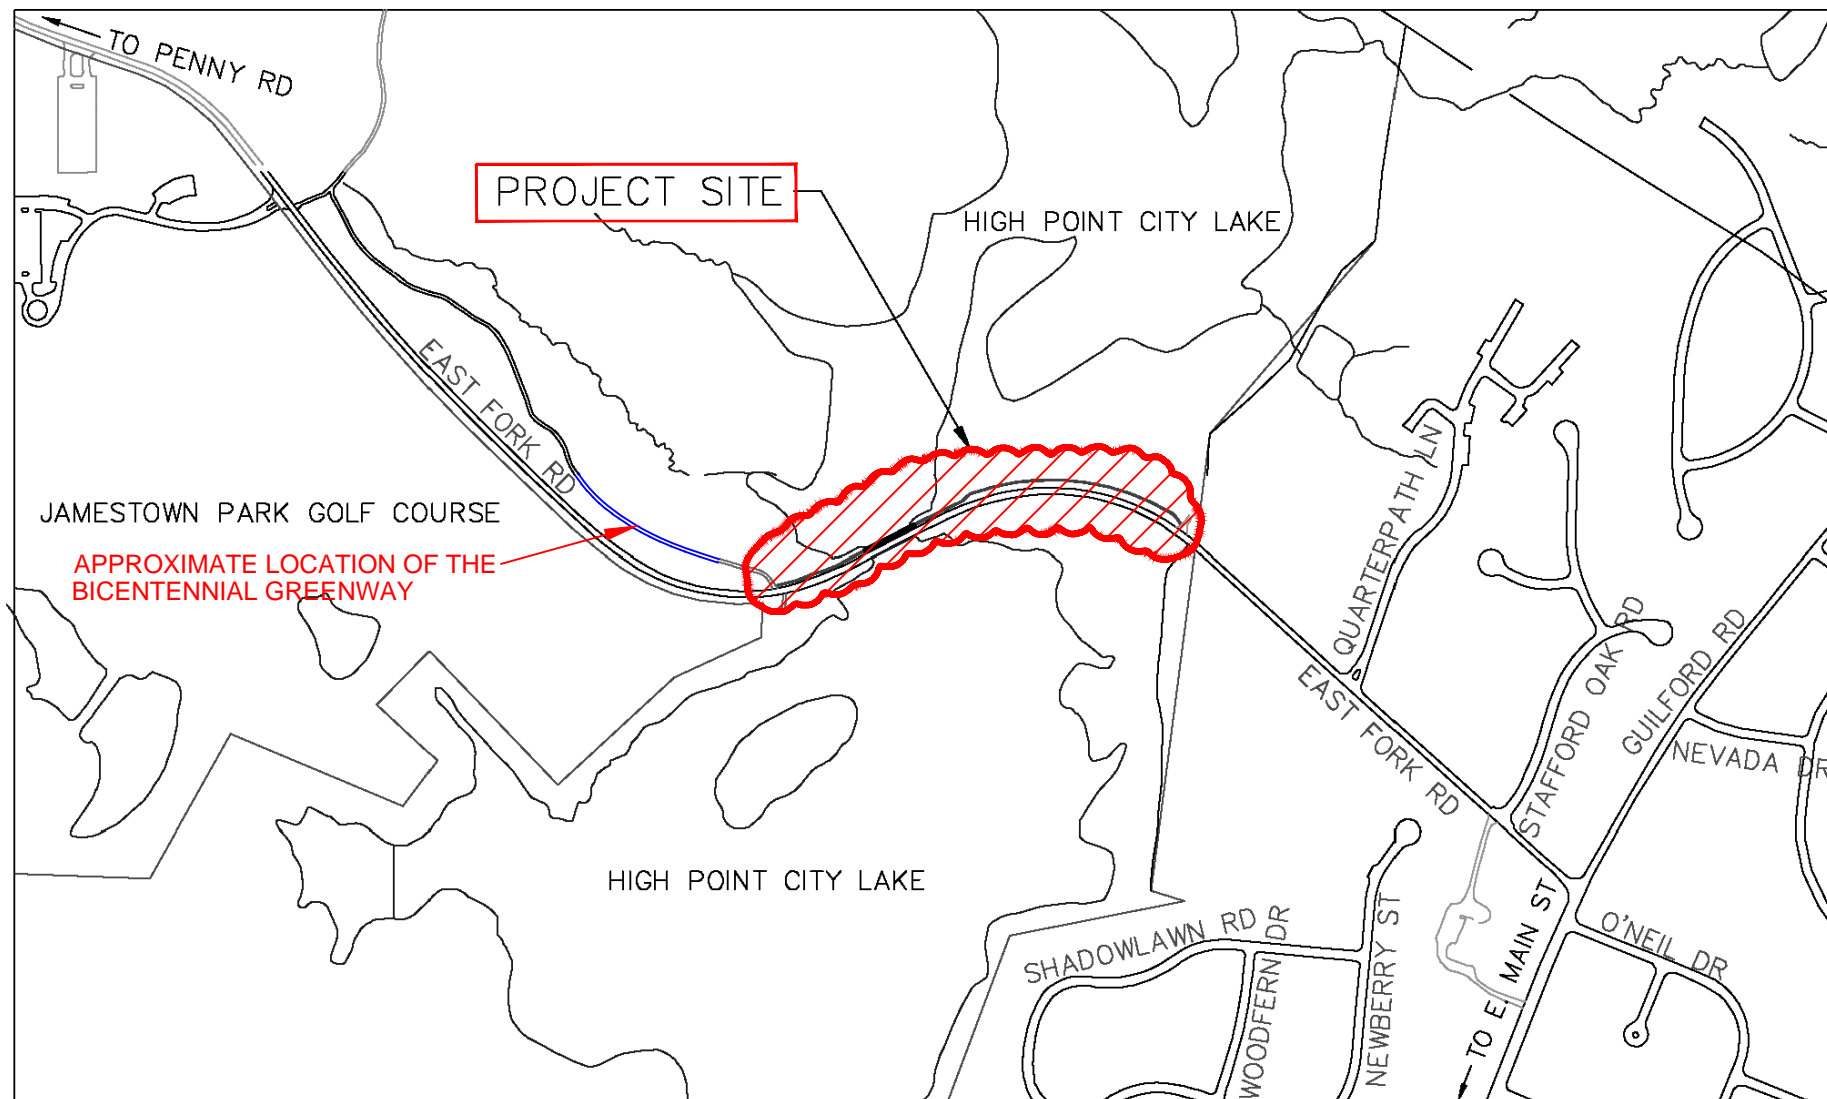 TO PENNY RD
PROJECT SITE
HIGH POINT CITY LAKE
EAST FORK RD
JAMESTOWN PARK GOLF COURSE
APPROXIMATE LOCATION OF THE
BICENTENNIAL GREENWAY
QUARTERPATH LN
EAST FORK RD
STAFFORD OAK RD
GUILFORD RD
NEVADA DR
HIGH POINT CITY LAKE
SHADOWLAWN RD
WOODFERN DR
NEWBERRY ST
TO E. MAIN ST
O'NEIL DR